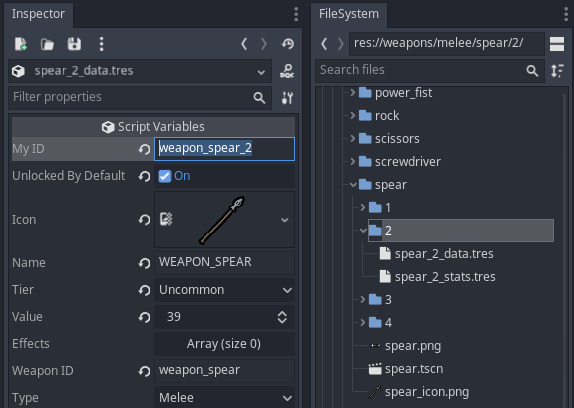 Inspector
spear_2_data.tres
Filter properties
Script Variables
My ID
weapon_spear_2
Unlocked By Default
On
Icon
Name
WEAPON_SPEAR
Tier
Uncommon
Value
39
Effects
Array (size 0)
Weapon ID
weapon_spear
Type
Melee
FileSystem
res://weapons/melee/spear/2/
Search files
power_fist
rock
scissors
screwdriver
spear
1
2
spear_2_data.tres
spear_2_stats.tres
3
4
spear.png
spear.tscn
spear_icon.png